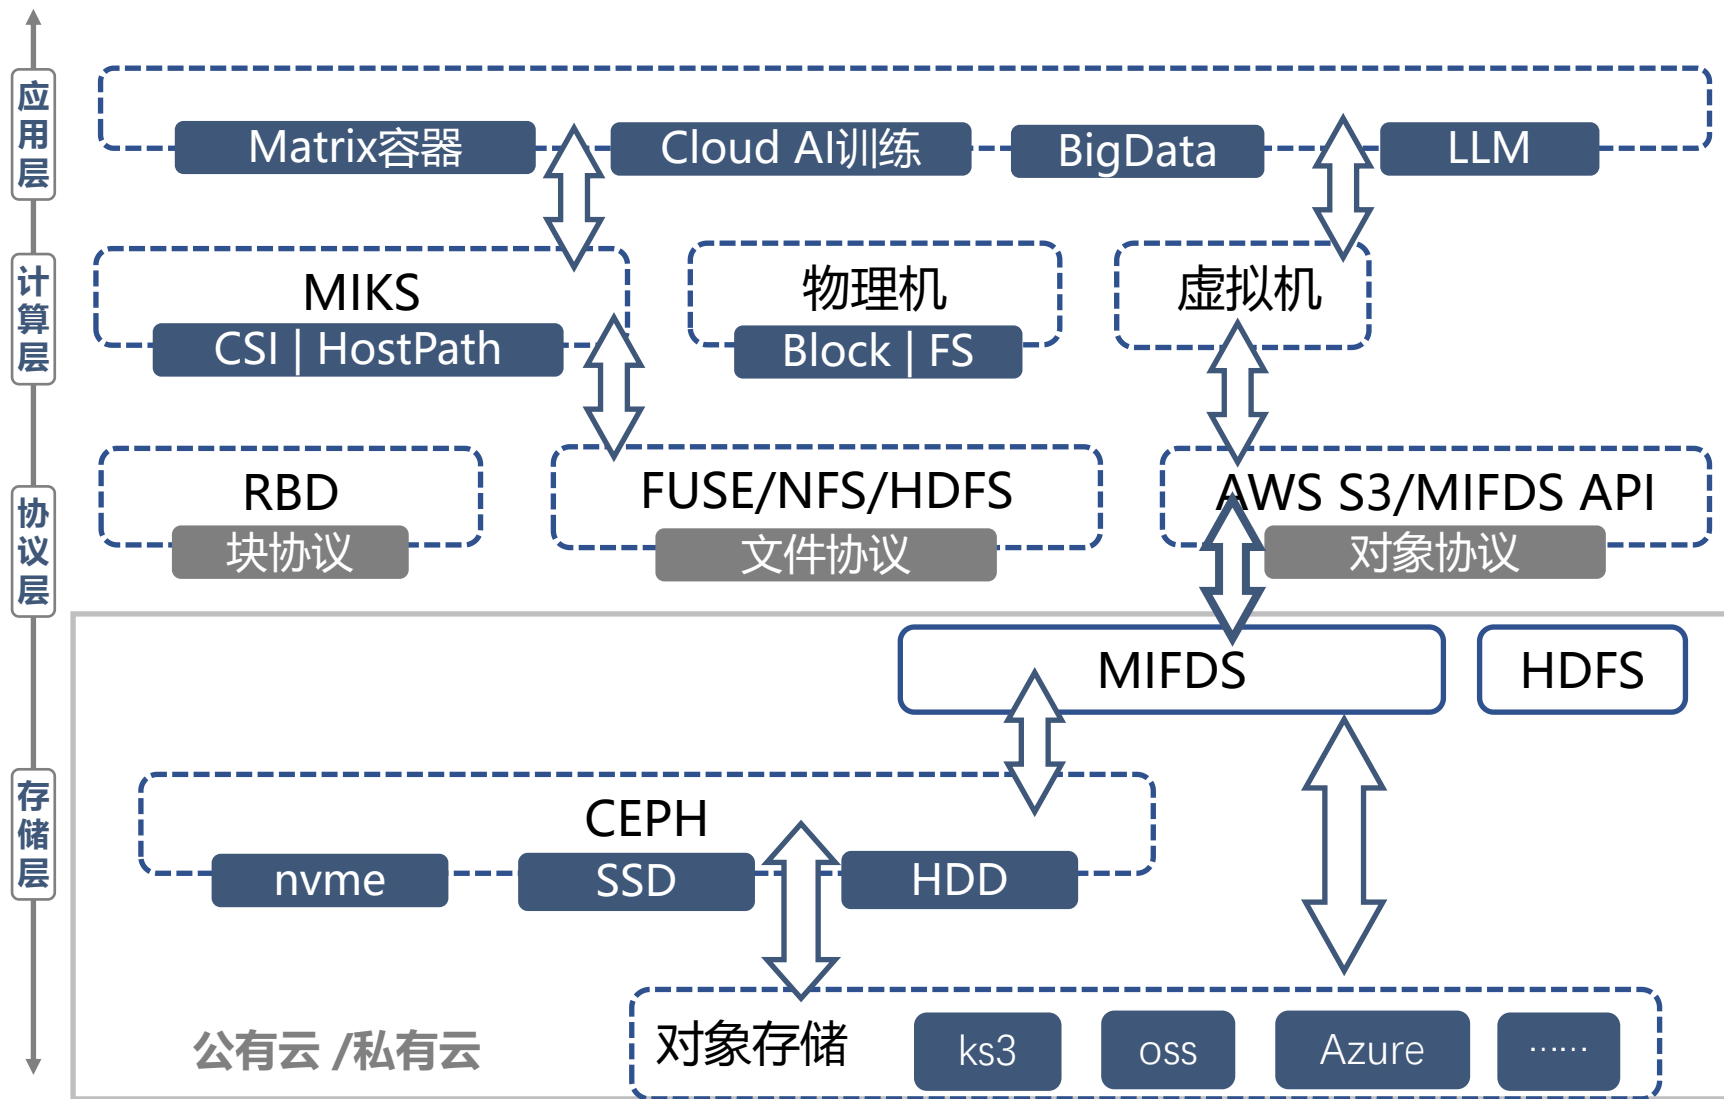 应用层
Matrix容器
Cloud AI训练
BigData
LLM
计算层
MIKS
CSI | HostPath
物理机
Block | FS
虚拟机
协议层
RBD
块协议
FUSE/NFS/HDFS
文件协议
AWS S3/MIFDS API
对象协议
存储层
MIFDS
HDFS
CEPH
nvme
SSD
HDD
公有云 /私有云
对象存储
ks3
oss
Azure
……